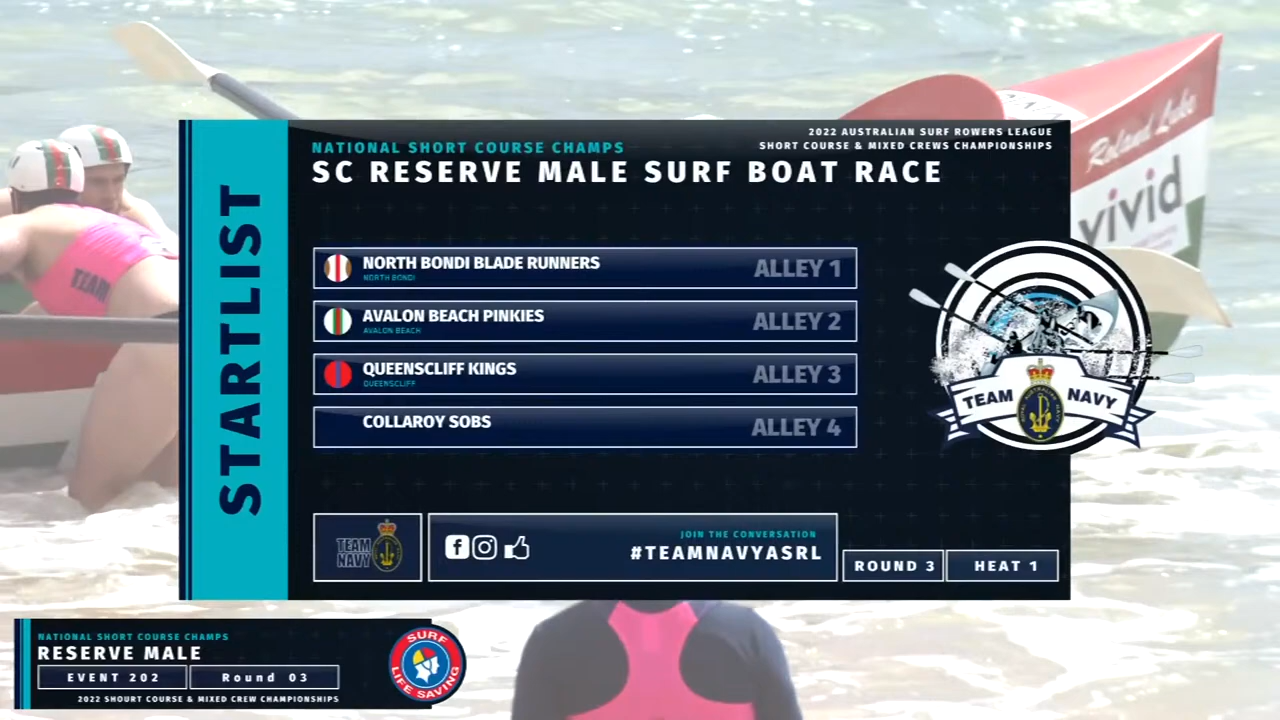 2022 AUSTRALIAN SURF ROWERS LEAGUE
SHORT COURSE & MIXED CREWS CHAMPIONSHIPS
NATIONAL SHORT COURSE CHAMPS
SC RESERVE MALE SURF BOAT RACE
STARTLIST
NORTH BONDI BLADE RUNNERS
NORTH BONDI
ALLEY 1
AVALON BEACH PINKIES
AVALON BEACH
ALLEY 2
QUEENSCLIFF KINGS
QUEENSCLIFF
ALLEY 3
COLLAROY SOBS
ALLEY 4
TEAM NAVY
TEAM
NAVY
JOIN THE CONVERSATION
#TEAMNAVYASRL
ROUND 3
HEAT 1
Roland Luke
vivid
TEAM
NATIONAL SHORT COURSE CHAMPS
RESERVE MALE
EVENT 202
Round 03
2022 SHOURT COURSE & MIXED CREW CHAMPIONSHIPS
SURF
LIFE SAVING